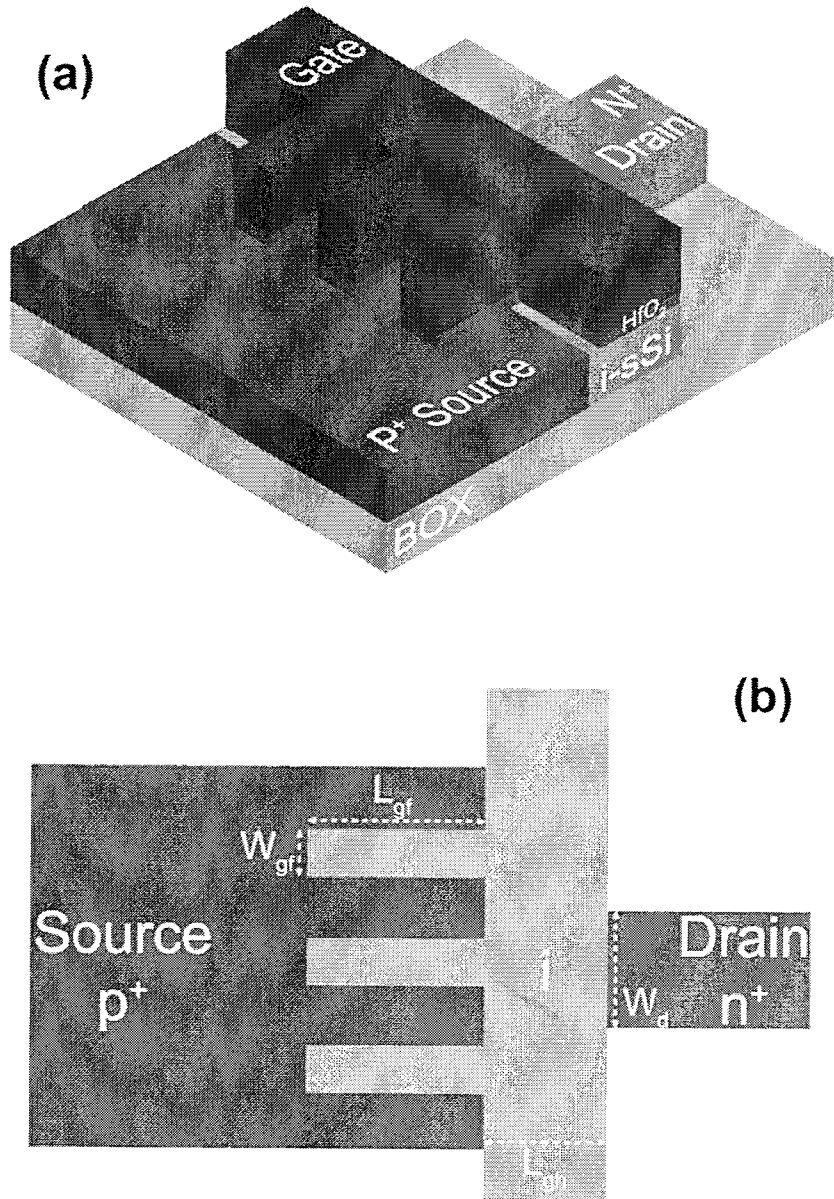 (a)
Gate
N+
Drain
HfO2
i-sSi
P+ Source
BOX
(b)
Lgf
Wgf
Source
p+
i
Drain
n+
Wd
Lgh